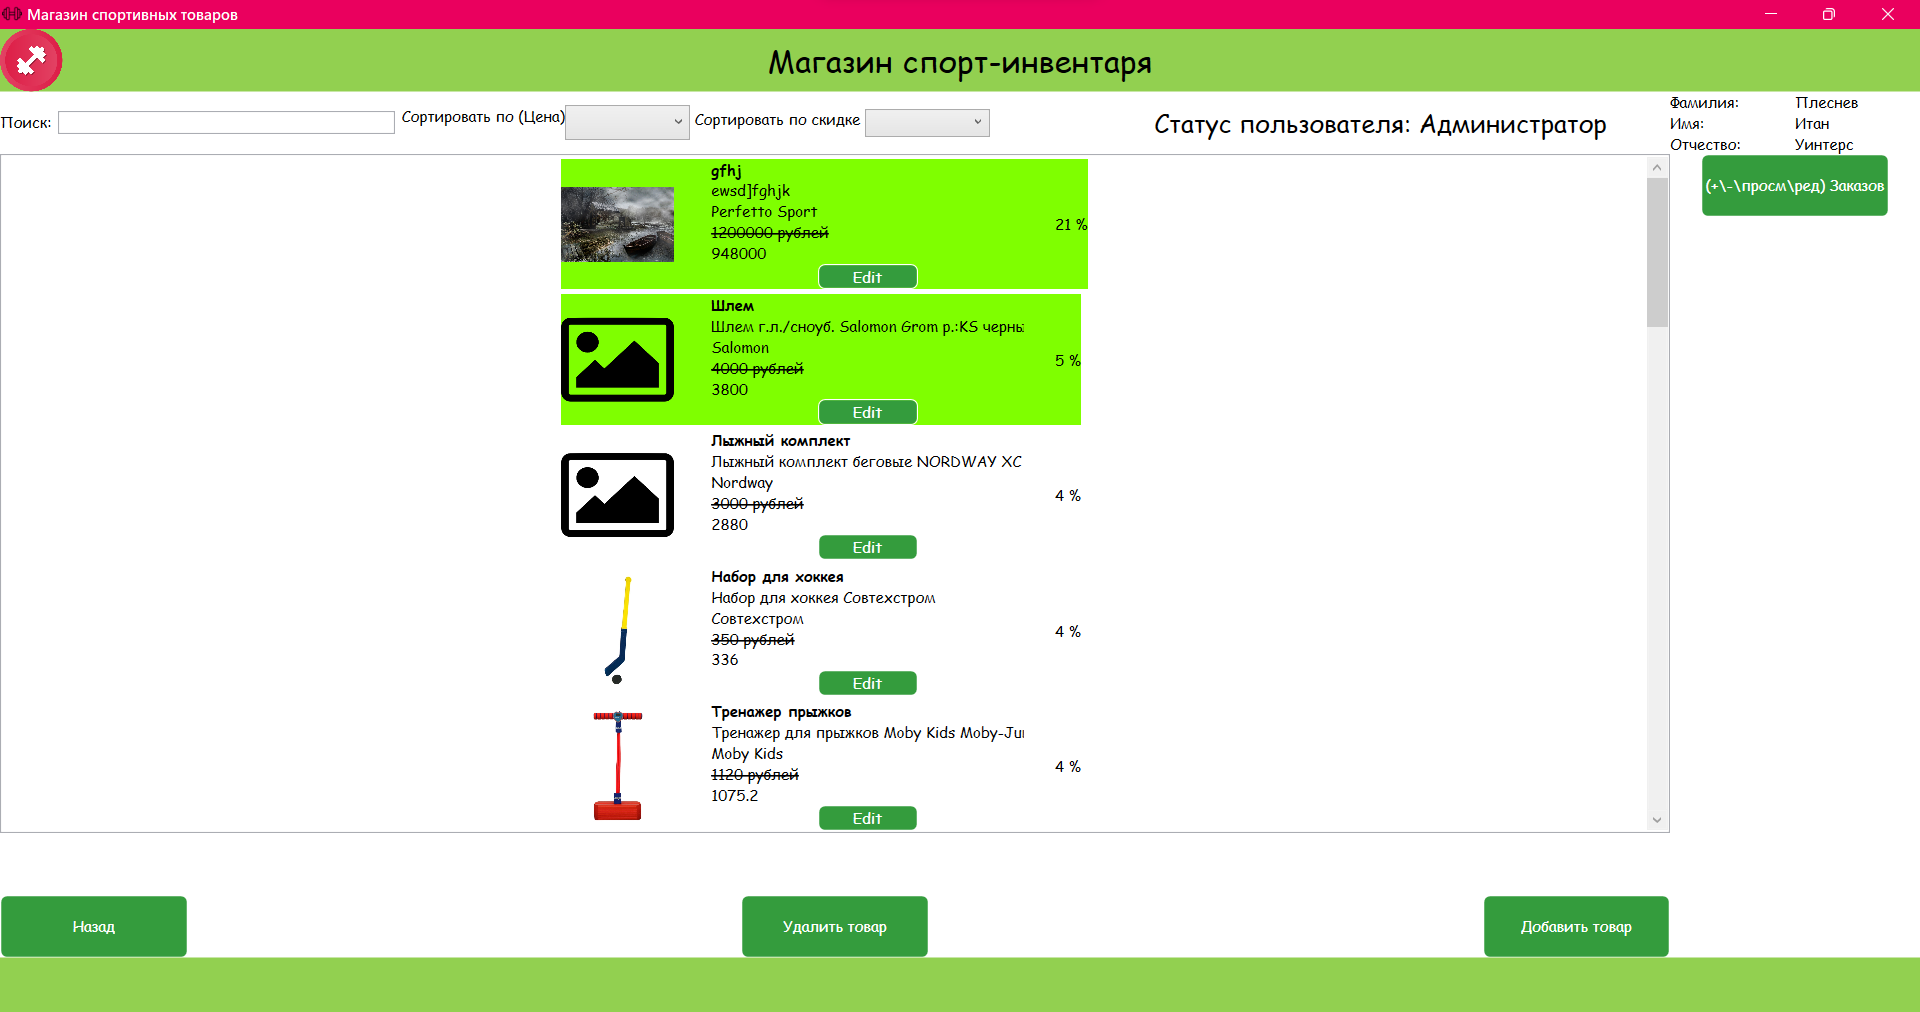 Магазин спортивных товаров
Магазин спорт-инвентаря
Поиск:
Сортировать по (Цена)
Сортировать по скидке
Статус пользователя: Администратор
Фамилия: Плеснев
Имя: Итан
Отчество: Уинтерс
(+\-\просм\ред) Заказов
gfhj
ewsd]fghjk
Perfetto Sport
1200000 рублей
948000
21 %
Edit
Шлем
Шлем г.л./сноуб. Salomon Grom р.:KS черны
Salomon
4000 рублей
3800
5 %
Edit
Лыжный комплект
Лыжный комплект беговые NORDWAY XC
Nordway
3000 рублей
2880
4 %
Edit
Набор для хоккея
Набор для хоккея Совтехстром
Совтехстром
350 рублей
336
4 %
Edit
Тренажер прыжков
Тренажер для прыжков Moby Kids Moby-Ju
Moby Kids
1120 рублей
1075.2
4 %
Edit
Назад
Удалить товар
Добавить товар